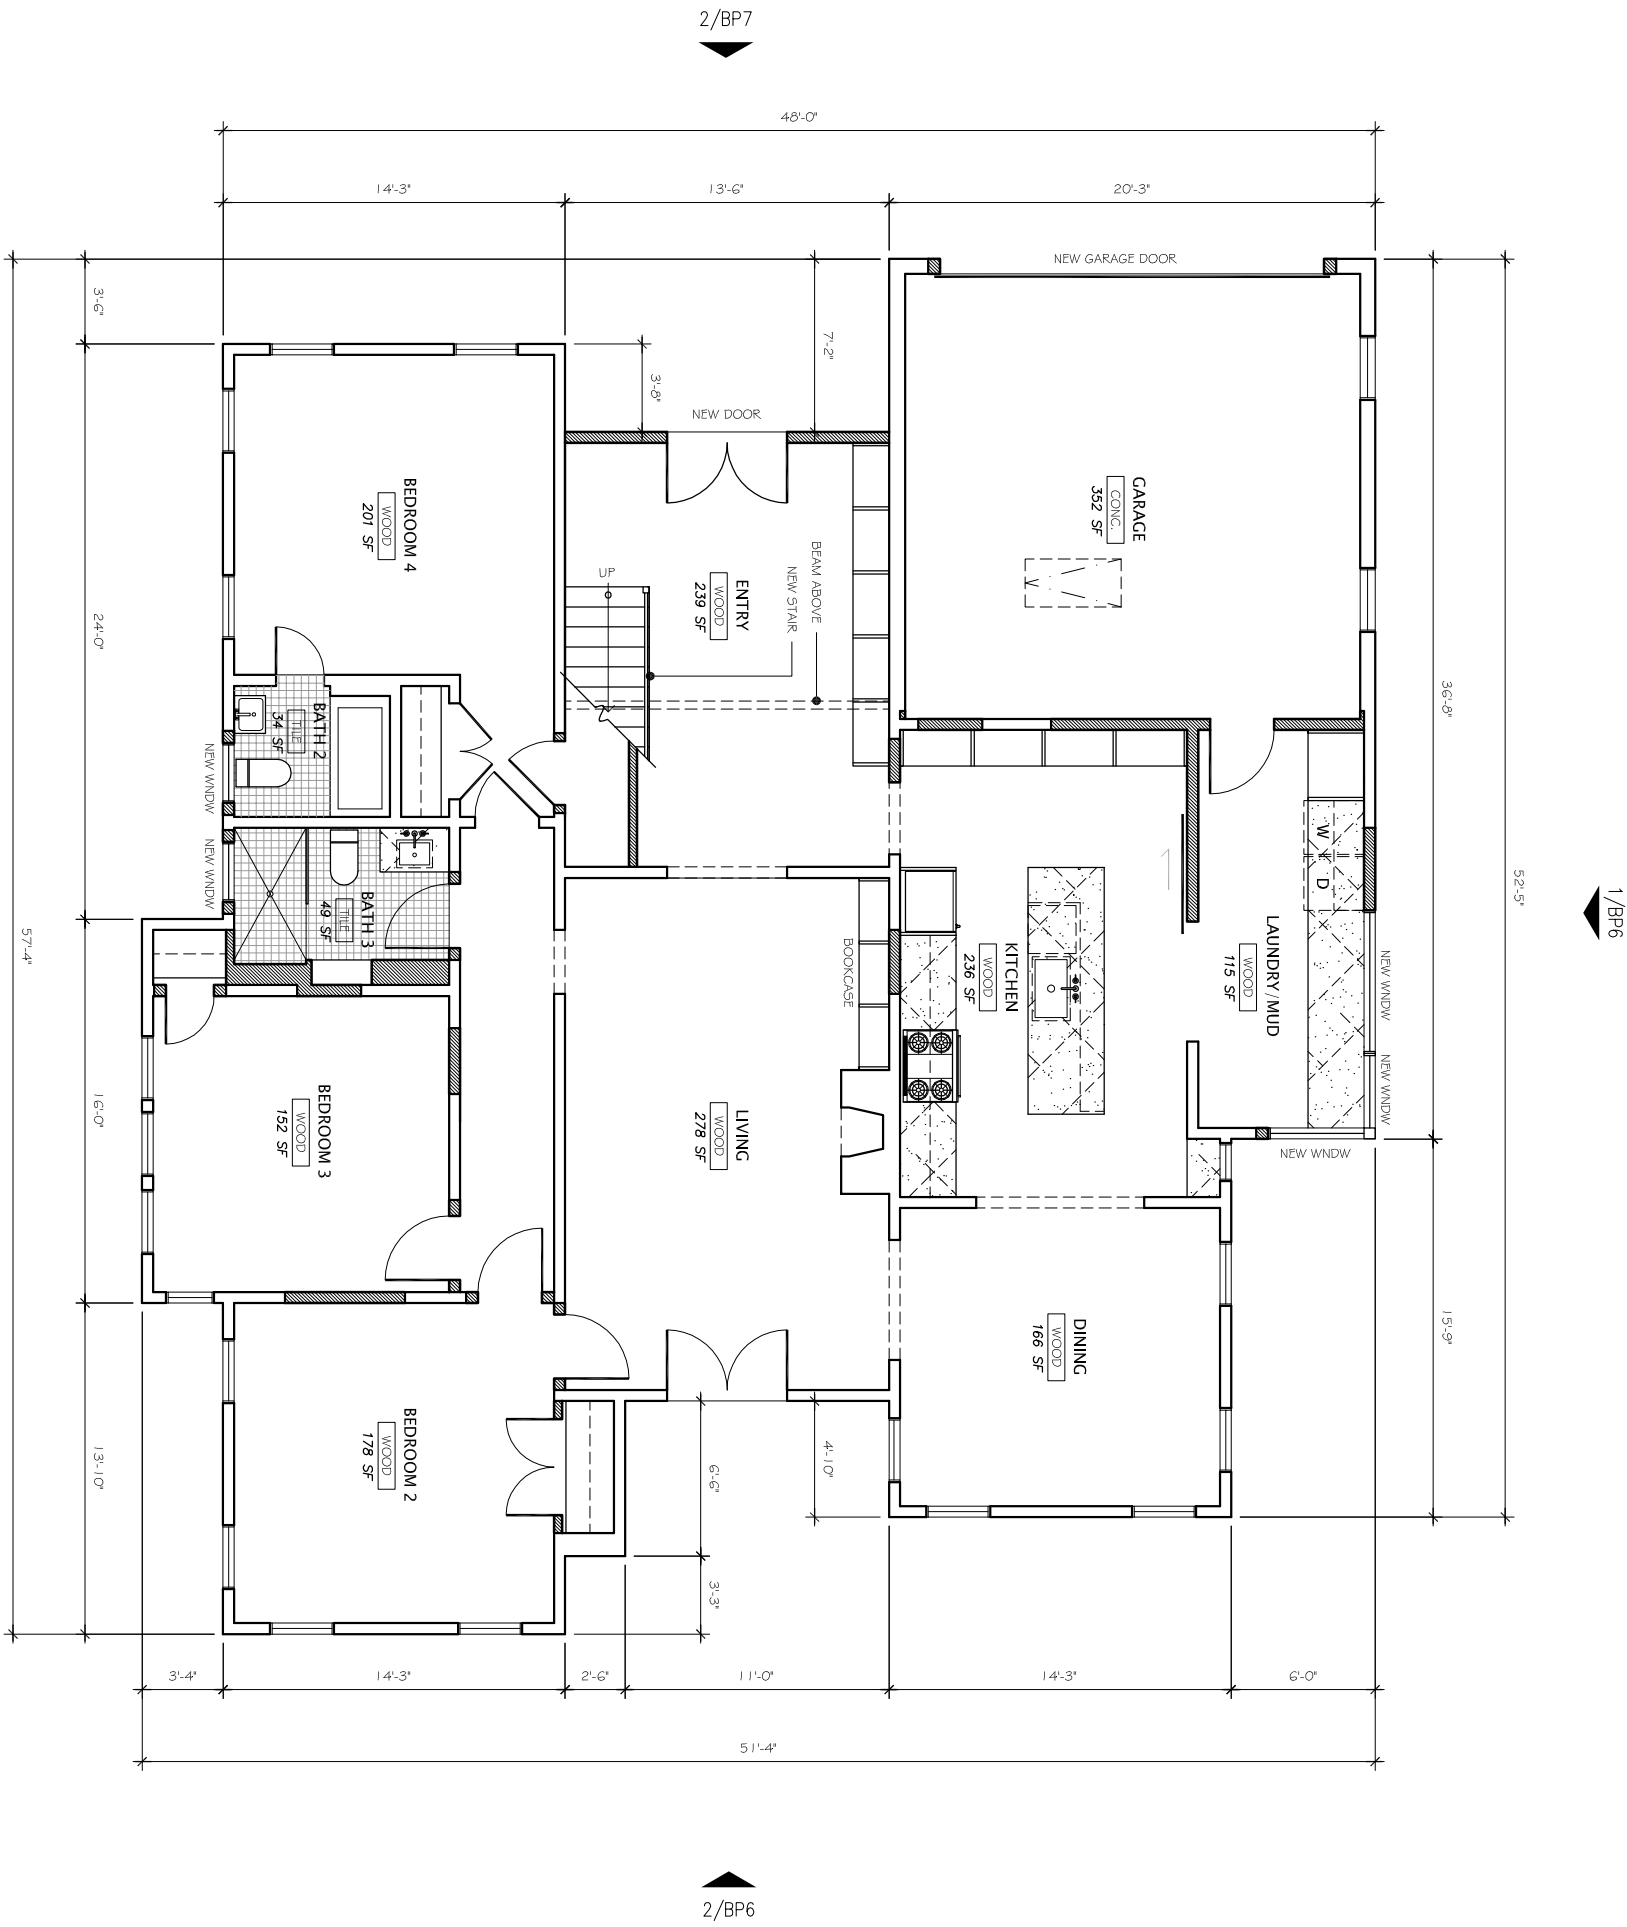 2/BP7
48'-0"
14'-3"
13'-6"
20'-3"
NEW GARAGE DOOR
3'-6"
7'-2"
3'-8"
NEW DOOR
BEDROOM 4
WOOD
201 SF
GARAGE
CONC.
352 SF
BEAM ABOVE
NEW STAIR
UP
ENTRY
WOOD
239 SF
24'-0"
36'-8"
52'-5"
57'-4"
BATH 2
TILE
34 SF
NEW WNDW
NEW WNDW
BATH 3
TILE
49 SF
W
D
LAUNDRY/MUD
WOOD
115 SF
1/BP6
KITCHEN
WOOD
236 SF
BOOKCASE
NEW WNDW
NEW WNDW
NEW WNDW
16'-0"
BEDROOM 3
WOOD
152 SF
LIVING
WOOD
278 SF
DINING
WOOD
166 SF
15'-9"
BEDROOM 2
WOOD
178 SF
13'-10"
6'-6"
4'-10"
3'-3"
3'-4"
14'-3"
2'-6"
11'-0"
14'-3"
6'-0"
51'-4"
2/BP6